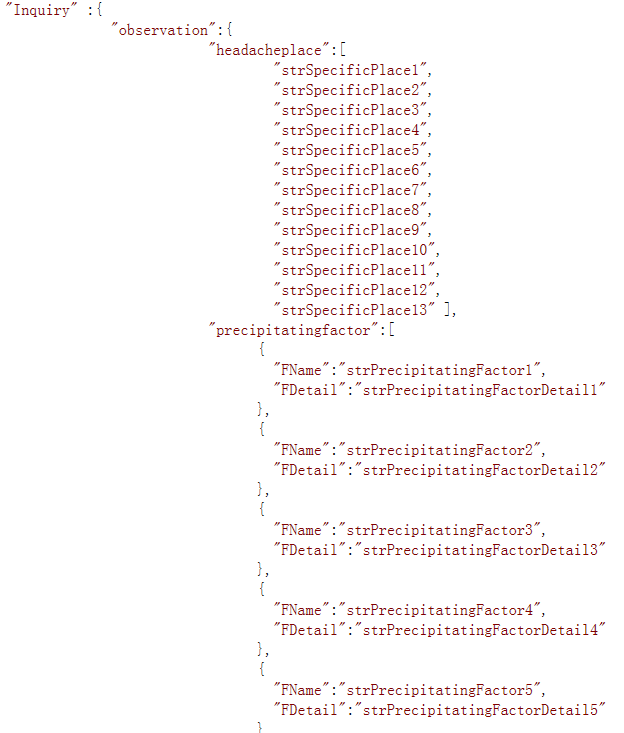 "Inquiry" :{
"observation":{
"headacheplace":[
"strSpecificPlace1",
"strSpecificPlace2",
"strSpecificPlace3",
"strSpecificPlace4",
"strSpecificPlace5",
"strSpecificPlace6",
"strSpecificPlace7",
"strSpecificPlace8",
"strSpecificPlace9",
"strSpecificPlace10",
"strSpecificPlace11",
"strSpecificPlace12",
"strSpecificPlace13" ],
"precipitatingfactor":[
{
"FName":"strPrecipitatingFactor1",
"FDetail":"strPrecipitatingFactorDetail1"
},
{
"FName":"strPrecipitatingFactor2",
"FDetail":"strPrecipitatingFactorDetail2"
},
{
"FName":"strPrecipitatingFactor3",
"FDetail":"strPrecipitatingFactorDetail3"
},
{
"FName":"strPrecipitatingFactor4",
"FDetail":"strPrecipitatingFactorDetail4"
},
{
"FName":"strPrecipitatingFactor5",
"FDetail":"strPrecipitatingFactorDetail5"
}